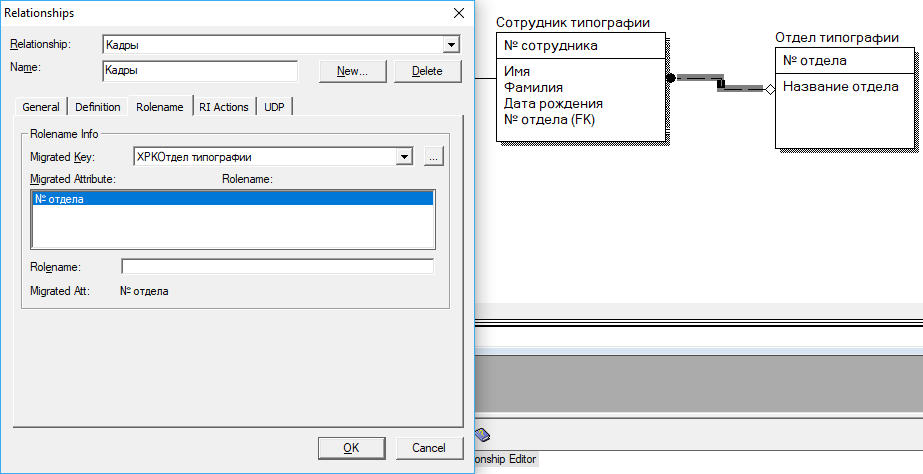 Relationships
Relationship:
Кадры
Name:
Кадры
New...
Delete
General
Definition
Rolename
RI Actions
UDP
Rolename Info
Migrated Key:
XPKОтдел типографии
...
Migrated Attribute:
Rolename:
№ отдела
Rolename:
Migrated Att:
№ отдела
OK
Cancel
Сотрудник типографии
№ сотрудника
Имя
Фамилия
Дата рождения
№ отдела (FK)
Отдел типографии
№ отдела
Название отдела
onship Editor